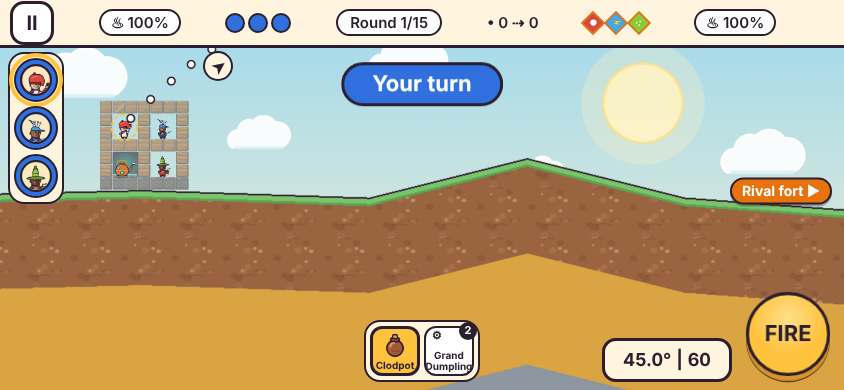 100%
Round 1/15
• 0 ⇢ 0
100%
Your turn
Rival fort ▶
Clodpot
2
Grand
Dumpling
45.0° | 60
FIRE